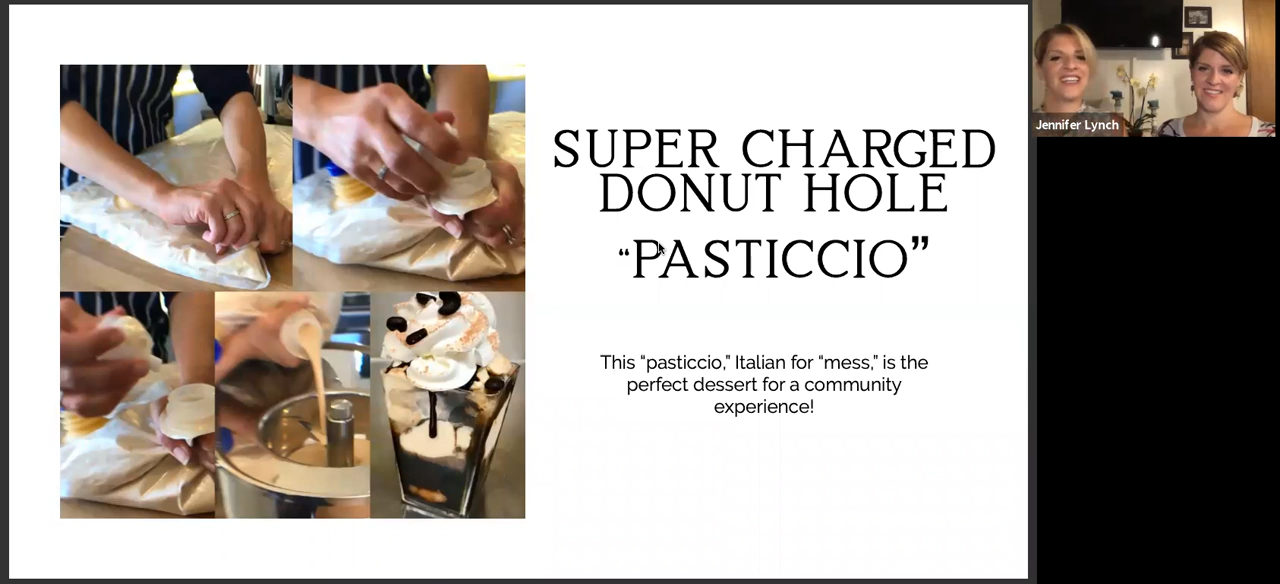 SUPER CHARGED
DONUT HOLE
“PASTICCIO”
This “pasticcio,” Italian for “mess,” is the
perfect dessert for a community
experience!
Jennifer Lynch